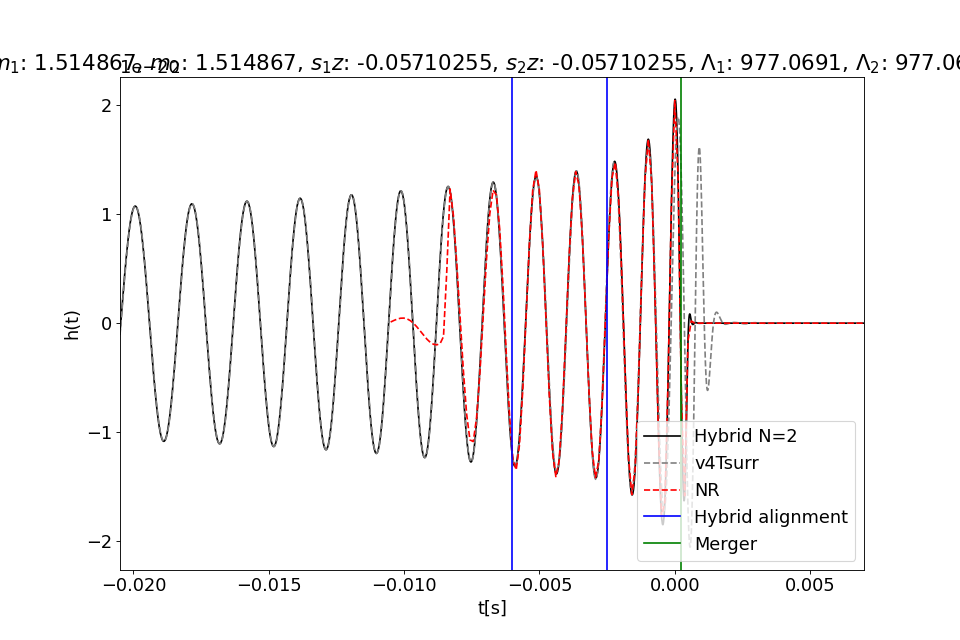 m₁: 1.514867, m₂: 1.514867, s₁z: -0.05710255, s₂z: -0.05710255, Λ₁: 977.0691, Λ₂: 977.06
1e−20
2
1
0
−1
−2
h(t)
Hybrid N=2
v4Tsurr
NR
Hybrid alignment
Merger
−0.020 −0.015 −0.010 −0.005 0.000 0.005
t[s]